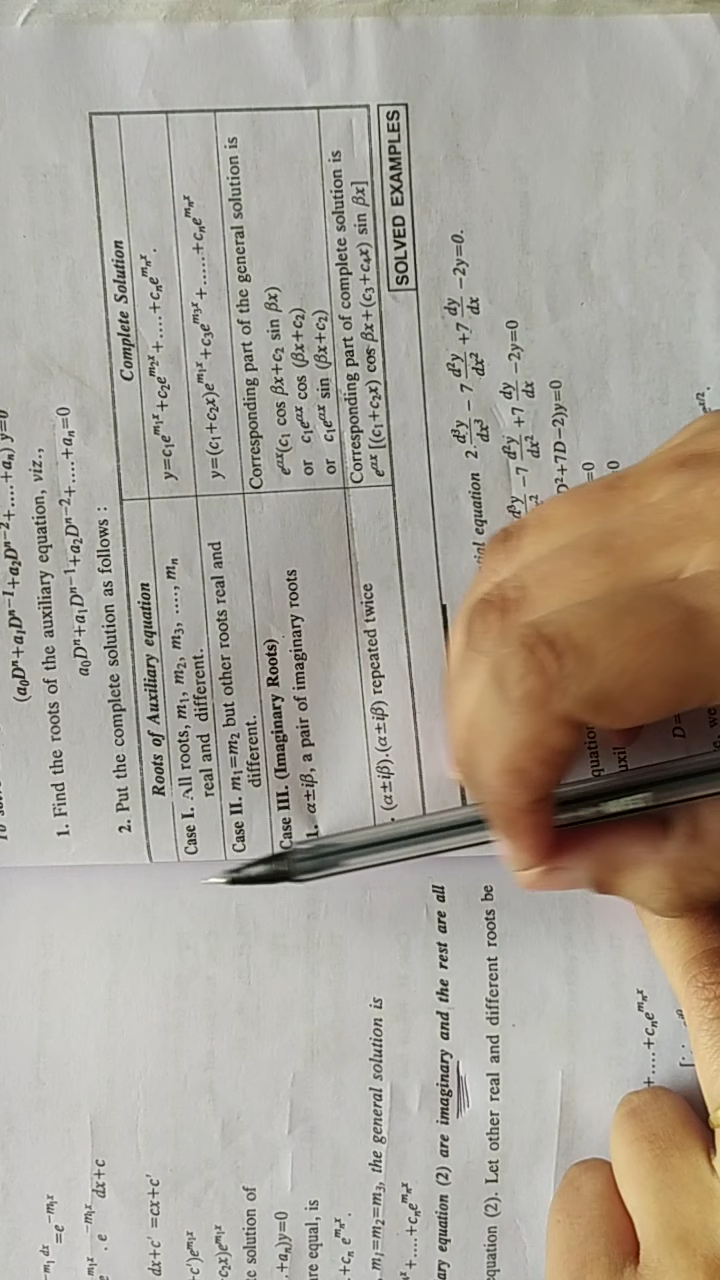 (a₀Dⁿ+a₁Dⁿ⁻¹+a₂Dⁿ⁻²+....+aₙ) y=0
1. Find the roots of the auxiliary equation, viz.,
a₀Dⁿ+a₁Dⁿ⁻¹+a₂Dⁿ⁻²+....+aₙ=0
2. Put the complete solution as follows :
Roots of Auxiliary equation Complete Solution
Case I. All roots, m₁, m₂, m₃, ...., mₙ
real and different.
y=c₁e^{m₁x}+c₂e^{m₂x}+....+cₙe^{mₙx}.
Case II. m₁=m₂ but other roots real and
different.
y=(c₁+c₂x)e^{m₁x}+c₃e^{m₃x}+.....+cₙe^{mₙx}
Case III. (Imaginary Roots)
1. α±iβ, a pair of imaginary roots
Corresponding part of the general solution is
e^{αx}(c₁ cos βx+c₂ sin βx)
or c₁e^{αx} cos (βx+c₂)
or c₁e^{αx} sin (βx+c₂)
. (α±iβ),(α±iβ) repeated twice
Corresponding part of complete solution is
e^{αx} [(c₁+c₂x) cos βx+(c₃+c₄x) sin βx]
SOLVED EXAMPLES
equation 2 d³y/dx³ - 7 d²y/dx² +7 dy/dx -2y=0.
-7 d²y/dx² +7 dy/dx -2y=0
+7D-2)y=0
=0
0
D=
=e^{-m₁x}
dx+c
dx+c' =cx+c'
+c')e^{m₁x}
c₂x)e^{m₁x}
solution of
.+aₙ)y=0
are equal, is
+cₙ e^{mₙx}.
m₁=m₂=m₃, the general solution is
+....+cₙe^{mₙx}
ary equation (2) are imaginary and the rest are all
quation (2). Let other real and different roots be
+....+cₙe^{mₙx}